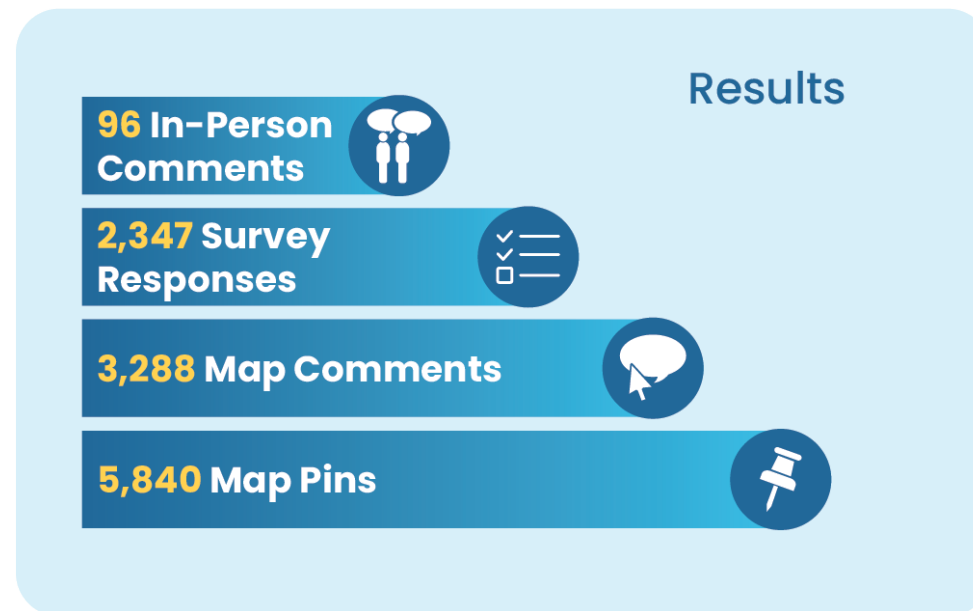 Results
96 In-Person
Comments
2,347 Survey
Responses
3,288 Map Comments
5,840 Map Pins